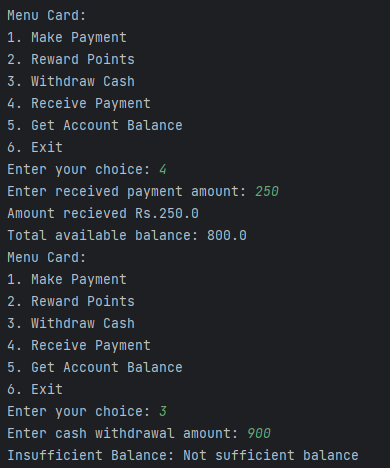 Menu Card:
1. Make Payment
2. Reward Points
3. Withdraw Cash
4. Receive Payment
5. Get Account Balance
6. Exit
Enter your choice: 4
Enter received payment amount: 250
Amount recieved Rs.250.0
Total available balance: 800.0
Menu Card:
1. Make Payment
2. Reward Points
3. Withdraw Cash
4. Receive Payment
5. Get Account Balance
6. Exit
Enter your choice: 3
Enter cash withdrawal amount: 900
Insufficient Balance: Not sufficient balance